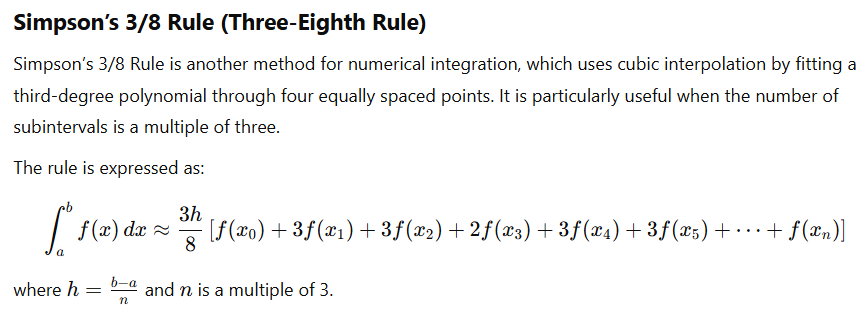 Simpson's 3/8 Rule (Three-Eighth Rule)
Simpson's 3/8 Rule is another method for numerical integration, which uses cubic interpolation by fitting a
third-degree polynomial through four equally spaced points. It is particularly useful when the number of
subintervals is a multiple of three.
The rule is expressed as:
∫ₐᵇ f(x) dx ≈ 3h/8 [f(x₀) + 3f(x₁) + 3f(x₂) + 2f(x₃) + 3f(x₄) + 3f(x₅) + ⋯ + f(xₙ)]
where h = b−a/n and n is a multiple of 3.